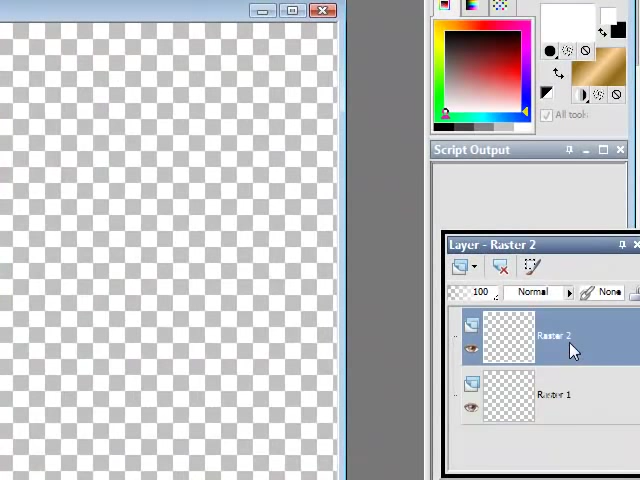 All tools
Script Output
Layer - Raster 2
100
Normal
None
Raster 2
Raster 1